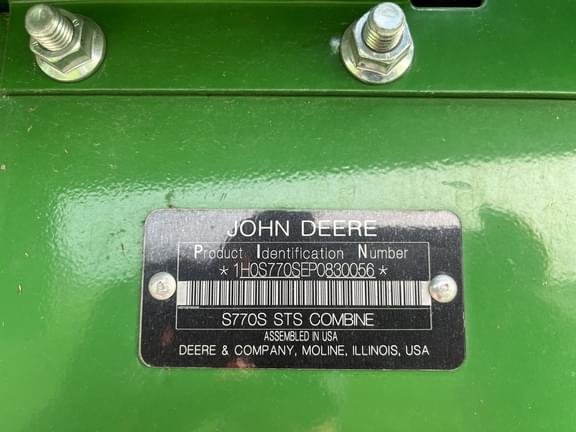 JOHN DEERE
Product Identification Number
*1H0S770SEP0830056*
S770S STS COMBINE
ASSEMBLED IN USA
DEERE & COMPANY, MOLINE, ILLINOIS, USA